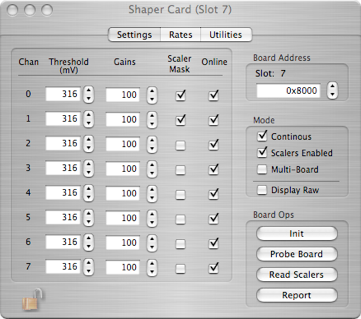 Shaper Card (Slot 7)
Settings Rates Utilities
Chan Threshold (mV) Gains Scaler Mask Online
0 316 100
1 316 100
2 316 100
3 316 100
4 316 100
5 316 100
6 316 100
7 316 100
Board Address
Slot: 7
0x8000
Mode
Continous
Scalers Enabled
Multi-Board
Display Raw
Board Ops
Init
Probe Board
Read Scalers
Report